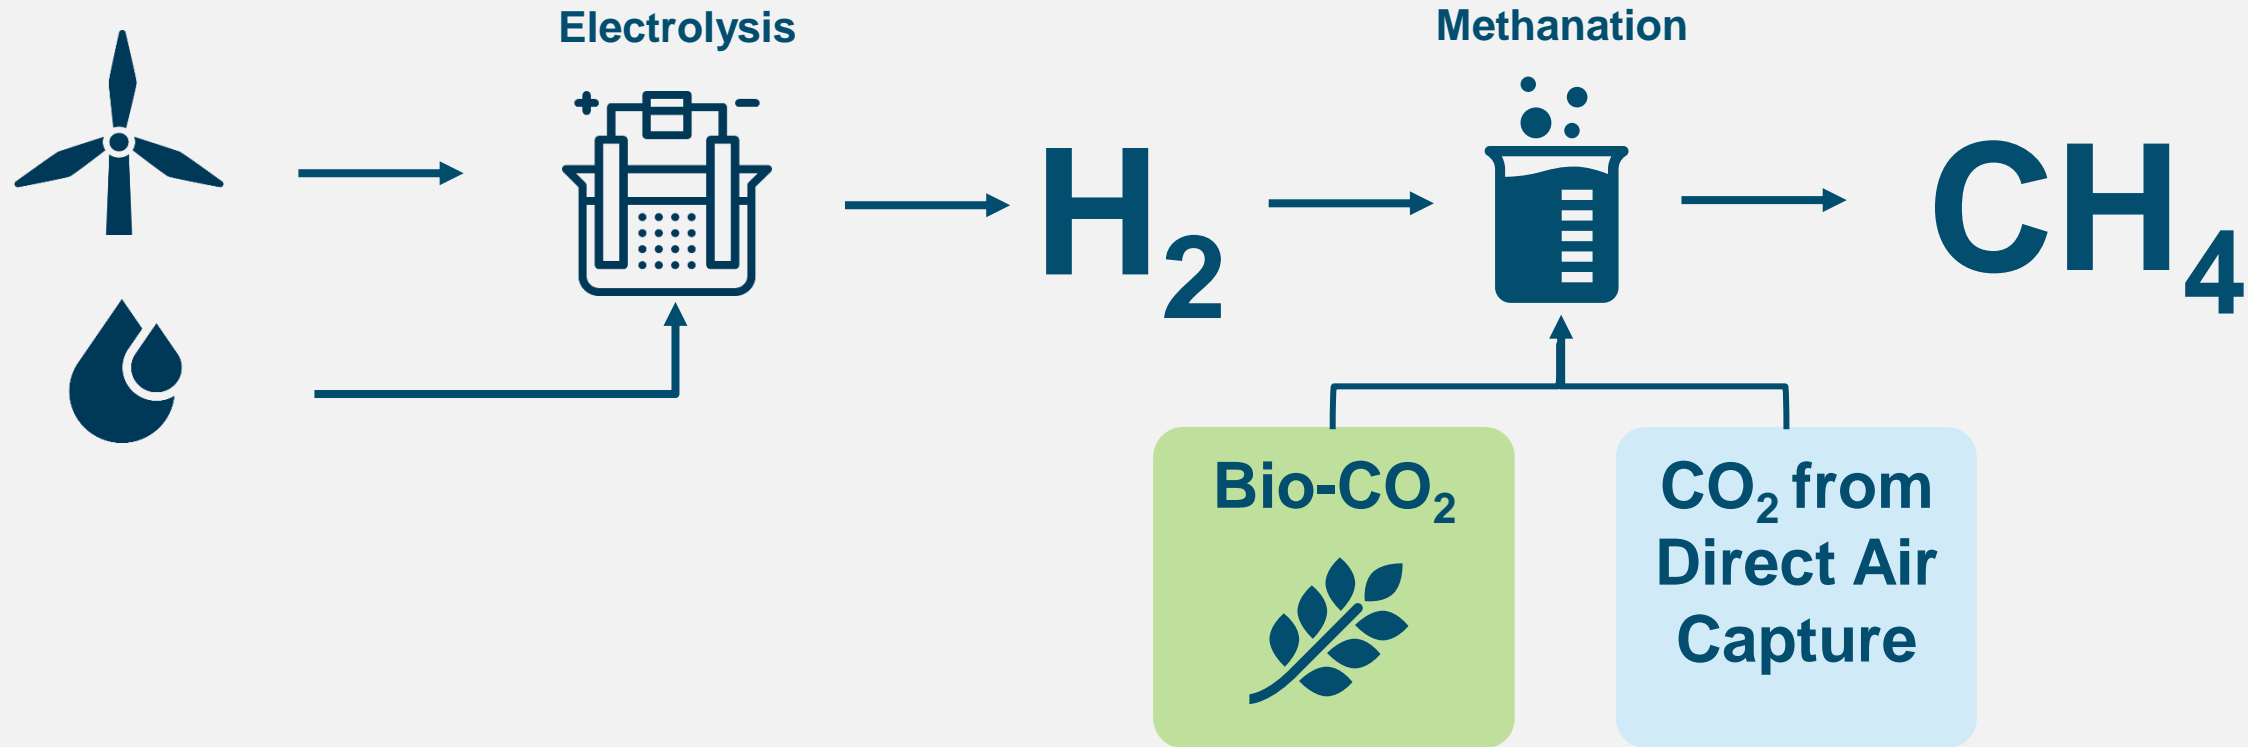 Electrolysis
Methanation
H₂
CH₄
Bio-CO₂
CO₂ from
Direct Air
Capture